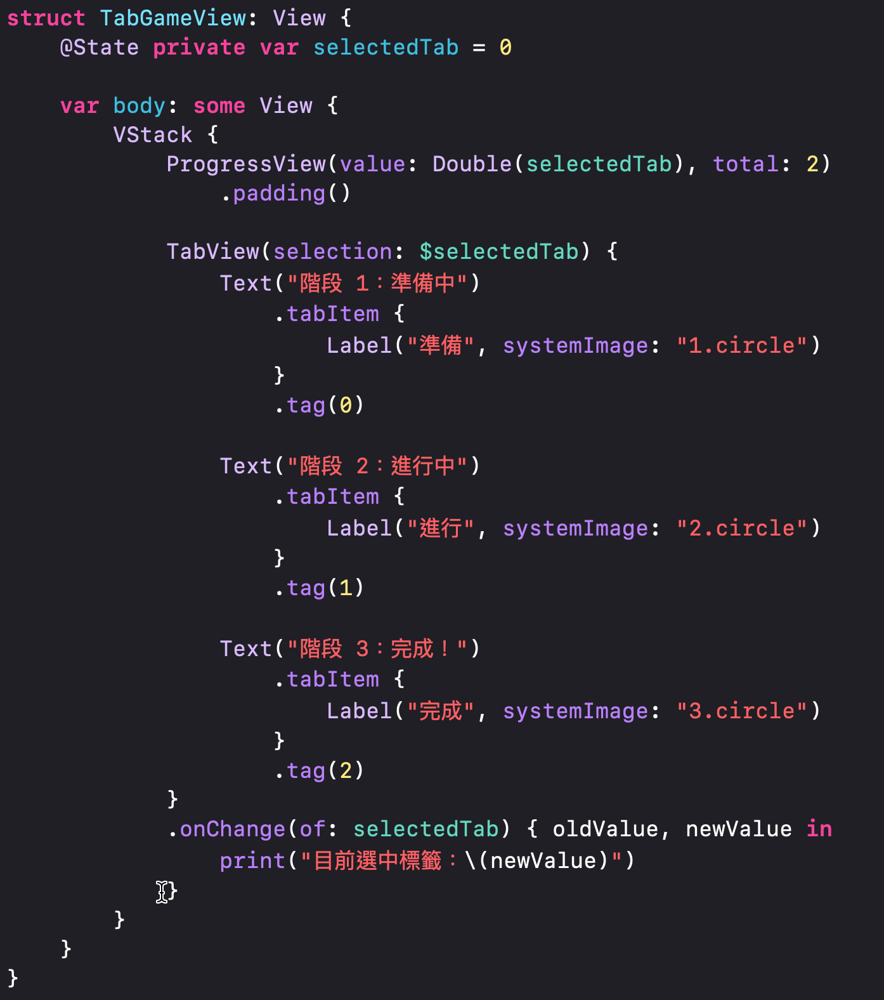 struct TabGameView: View {
    @State private var selectedTab = 0

    var body: some View {
        VStack {
            ProgressView(value: Double(selectedTab), total: 2)
                .padding()

            TabView(selection: $selectedTab) {
                Text("階段 1：準備中")
                    .tabItem {
                        Label("準備", systemImage: "1.circle")
                    }
                    .tag(0)

                Text("階段 2：進行中")
                    .tabItem {
                        Label("進行", systemImage: "2.circle")
                    }
                    .tag(1)

                Text("階段 3：完成！")
                    .tabItem {
                        Label("完成", systemImage: "3.circle")
                    }
                    .tag(2)
            }
            .onChange(of: selectedTab) { oldValue, newValue in
                print("目前選中標籤：\(newValue)")
            }
        }
    }
}